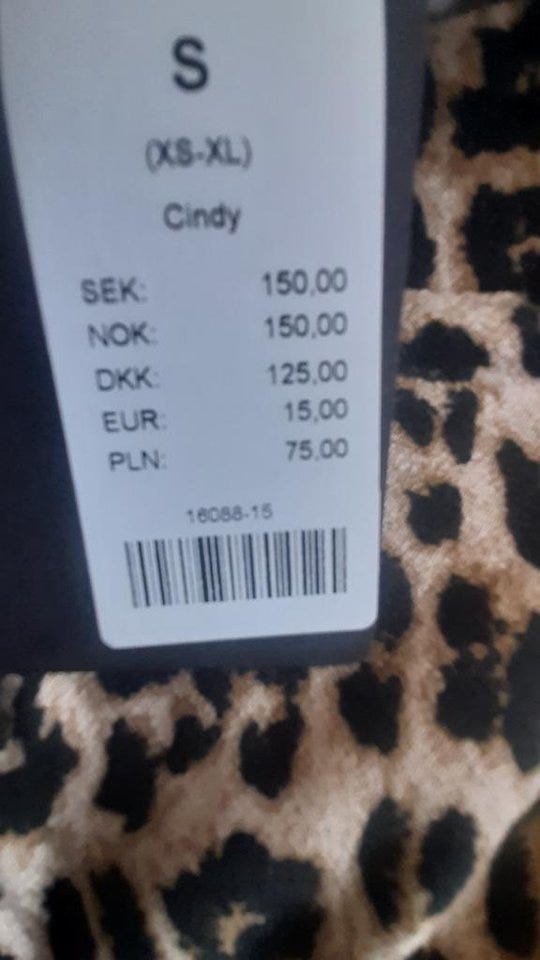 S
(XS-XL)
Cindy
SEK: 150,00
NOK: 150,00
DKK: 125,00
EUR: 15,00
PLN: 75,00
16088-15